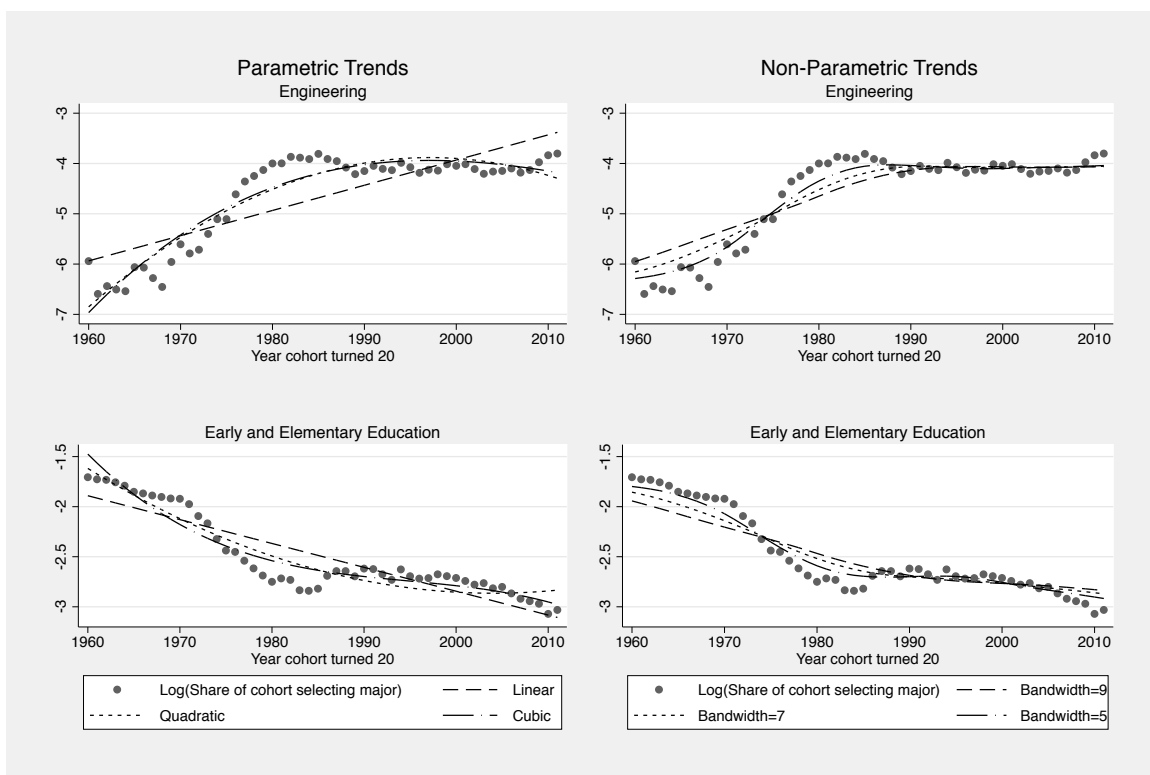 Parametric Trends
Engineering
-3
-4
-5
-6
-7
1960 1970 1980 1990 2000 2010
Year cohort turned 20
Non-Parametric Trends
Engineering
-3
-4
-5
-6
-7
1960 1970 1980 1990 2000 2010
Year cohort turned 20
Early and Elementary Education
-1.5
-2
-2.5
-3
1960 1970 1980 1990 2000 2010
Year cohort turned 20
Log(Share of cohort selecting major) Linear
Quadratic Cubic
Early and Elementary Education
-1.5
-2
-2.5
-3
1960 1970 1980 1990 2000 2010
Year cohort turned 20
Log(Share of cohort selecting major) Bandwidth=9
Bandwidth=7 Bandwidth=5